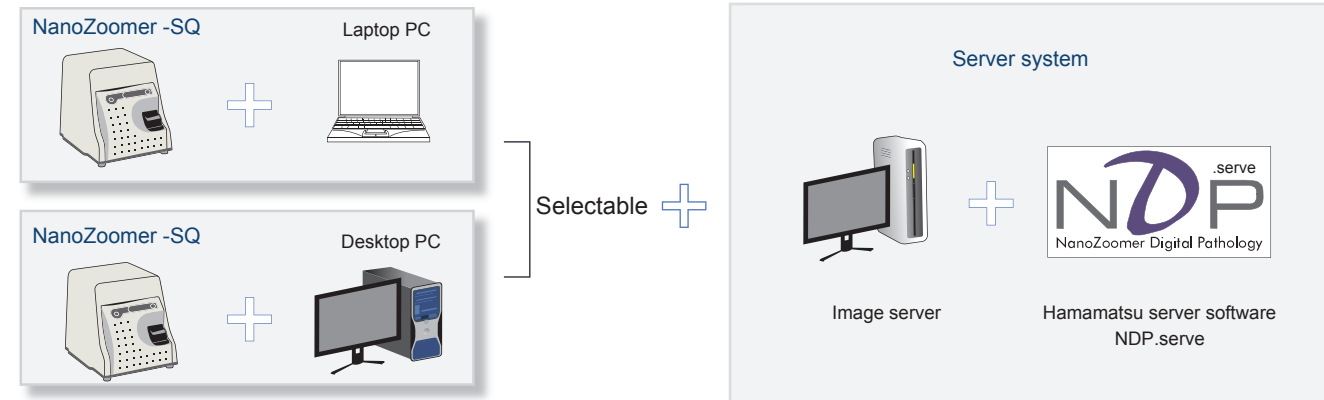 NanoZoomer -SQ
Laptop PC
NanoZoomer -SQ
Desktop PC
Selectable
Server system
Image server
.serve
NDP
NanoZoomer Digital Pathology
Hamamatsu server software
NDP.serve